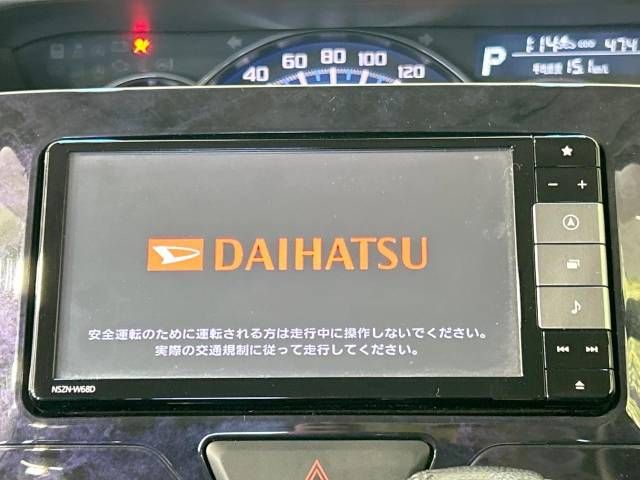 40 60 80 100 120
P
DAIHATSU
安全運転のために運転される方は走行中に操作しないでください。
実際の交通規制に従って走行してください。
NSZN-W68D